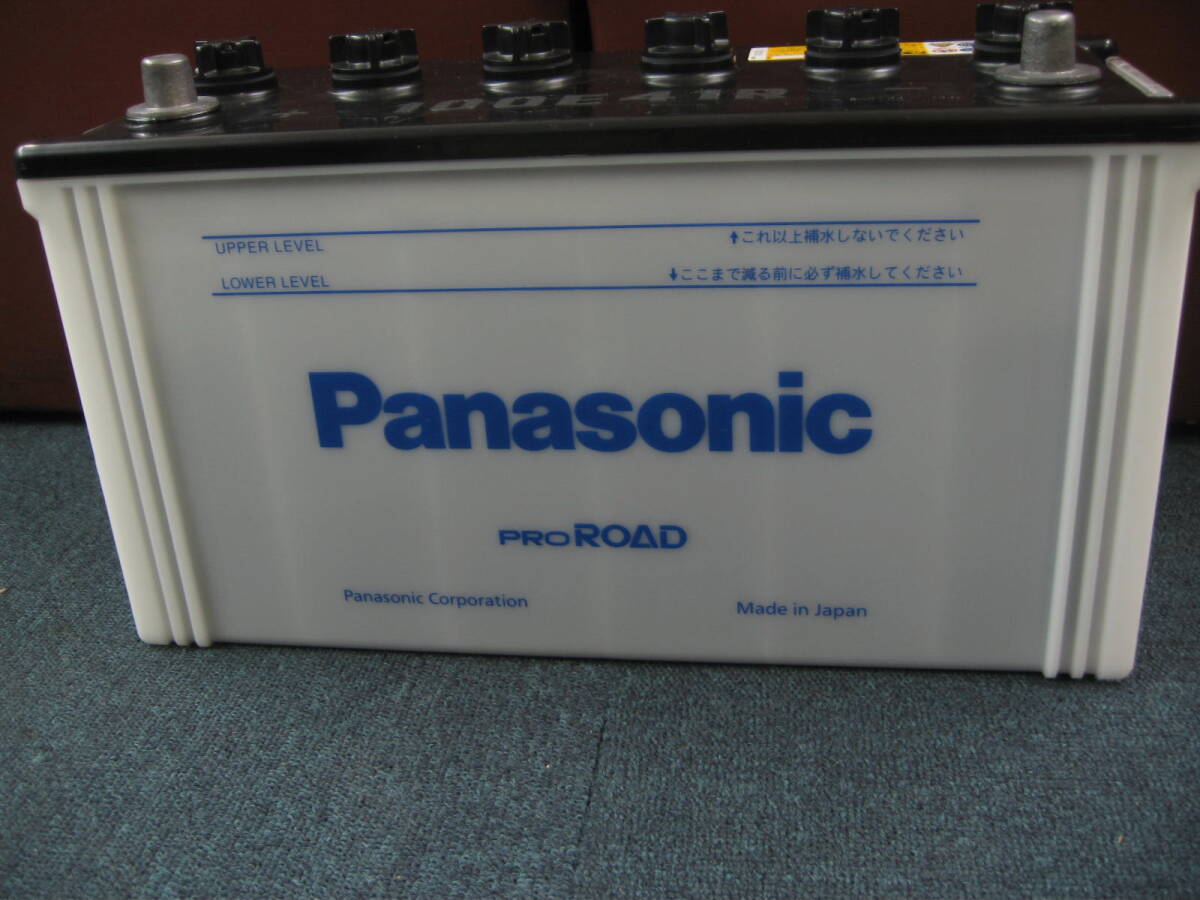 100E41R
UPPER LEVEL ⬆これ以上補水しないでください
LOWER LEVEL ⬇ここまで減る前に必ず補水してください
Panasonic
PRO ROAD
Panasonic Corporation Made in Japan